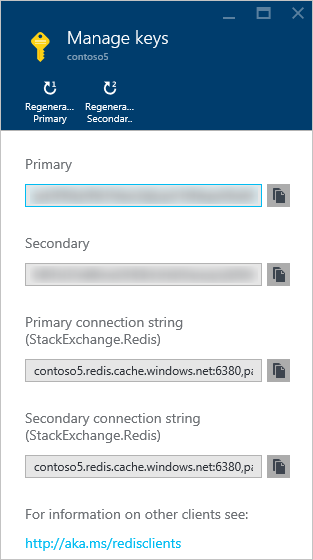 Manage keys
contoso5
1
2
Regenera... Regenera...
Primary Secondar..
Primary
Secondary
Primary connection string
(StackExchange.Redis)
contoso5.redis.cache.windows.net:6380,pa
Secondary connection string
(StackExchange.Redis)
contoso5.redis.cache.windows.net:6380,pa
For information on other clients see:
http://aka.ms/redisclients